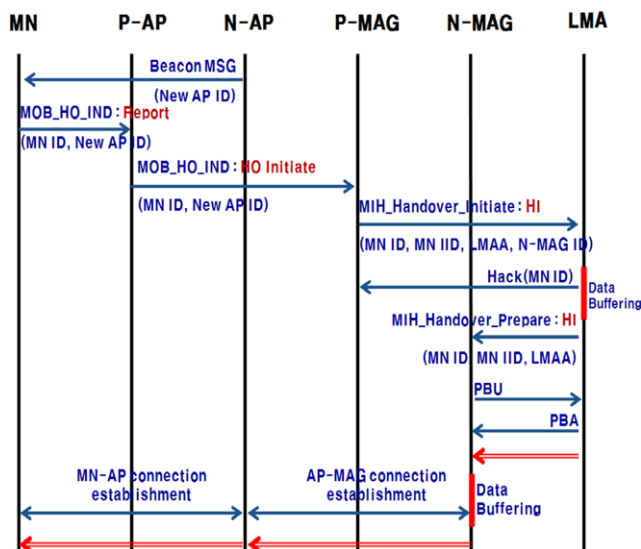 MN P-AP N-AP P-MAG N-MAG LMA
Beacon MSG
(New AP ID)
MOB_HO_IND : Report
(MN ID, New AP ID)
MOB_HO_IND : HO Initiate
(MN ID, New AP ID)
MIH_Handover_Initiate : HI
(MN ID, MN IID, LMAA, N-MAG ID)
Hack(MN ID)
Data
Buffering
MIH_Handover_Prepare : HI
(MN ID, MN IID, LMAA)
PBU
PBA
MN-AP connection
establishment
AP-MAG connection
establishment
Data
Buffering